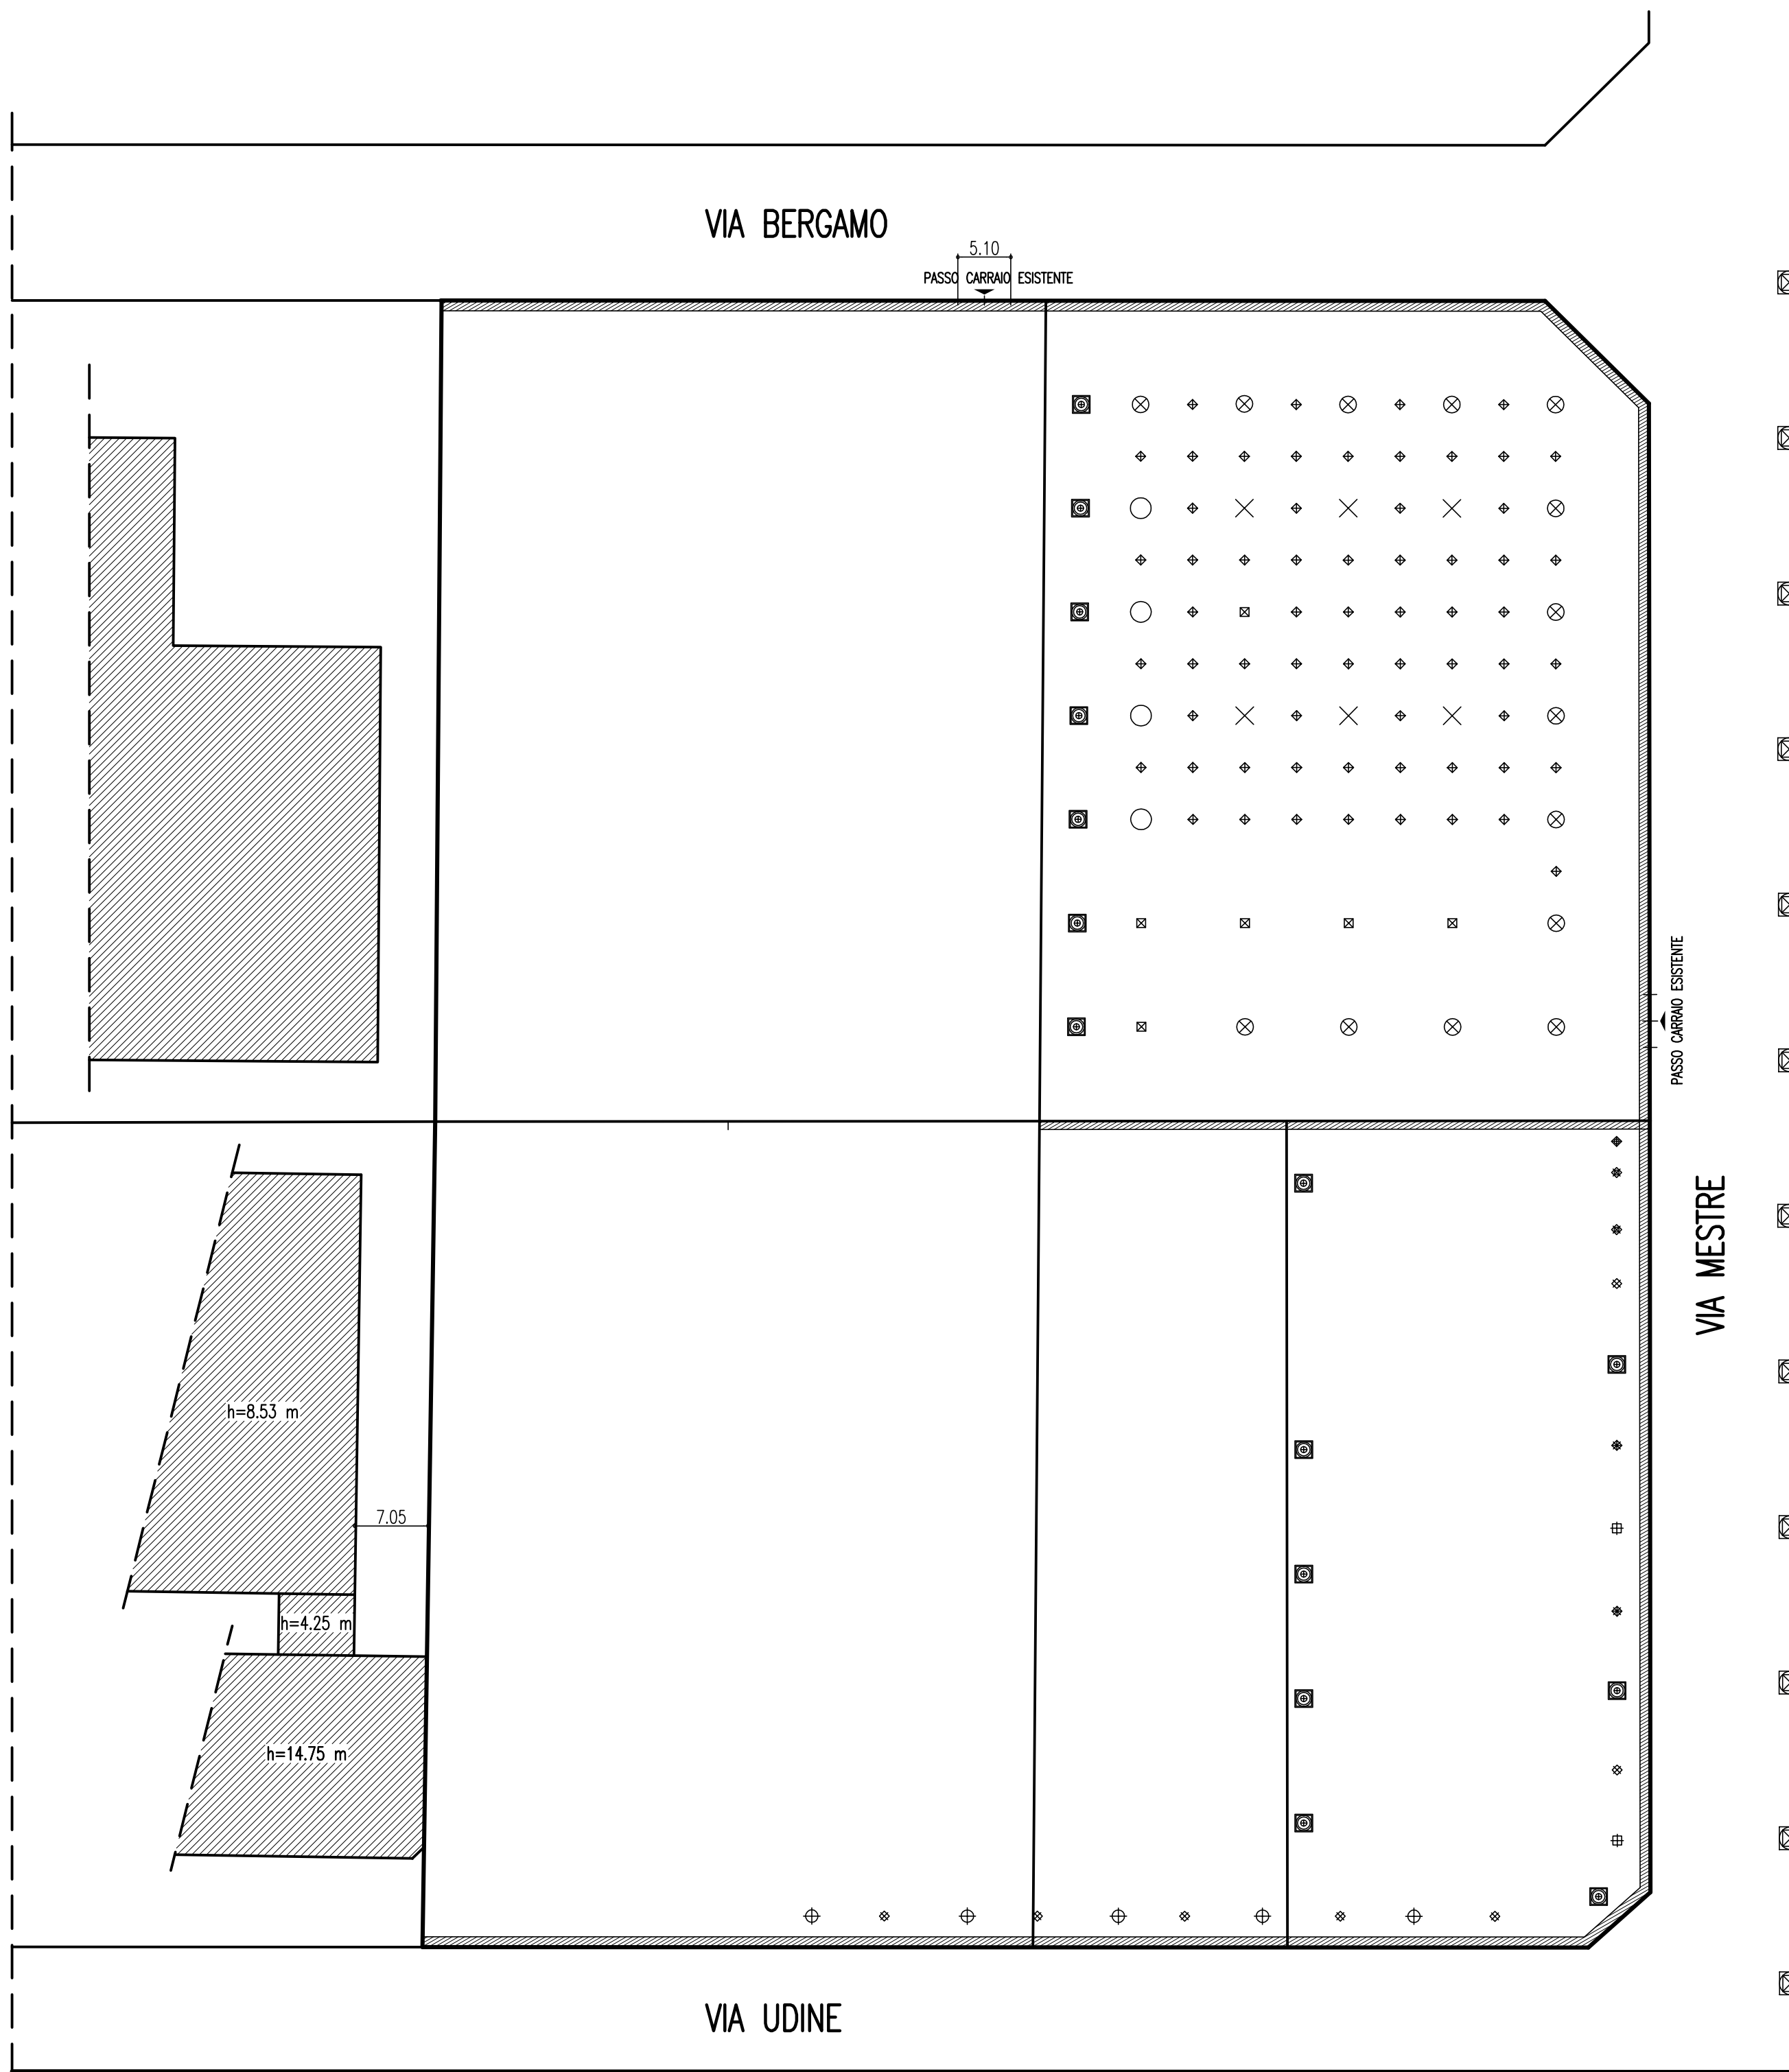 VIA BERGAMO
5.10
PASSO CARRAIO ESISTENTE
PASSO CARRAIO ESISTENTE
VIA MESTRE
h=8.53 m
7.05
h=4.25 m
h=14.75 m
VIA UDINE